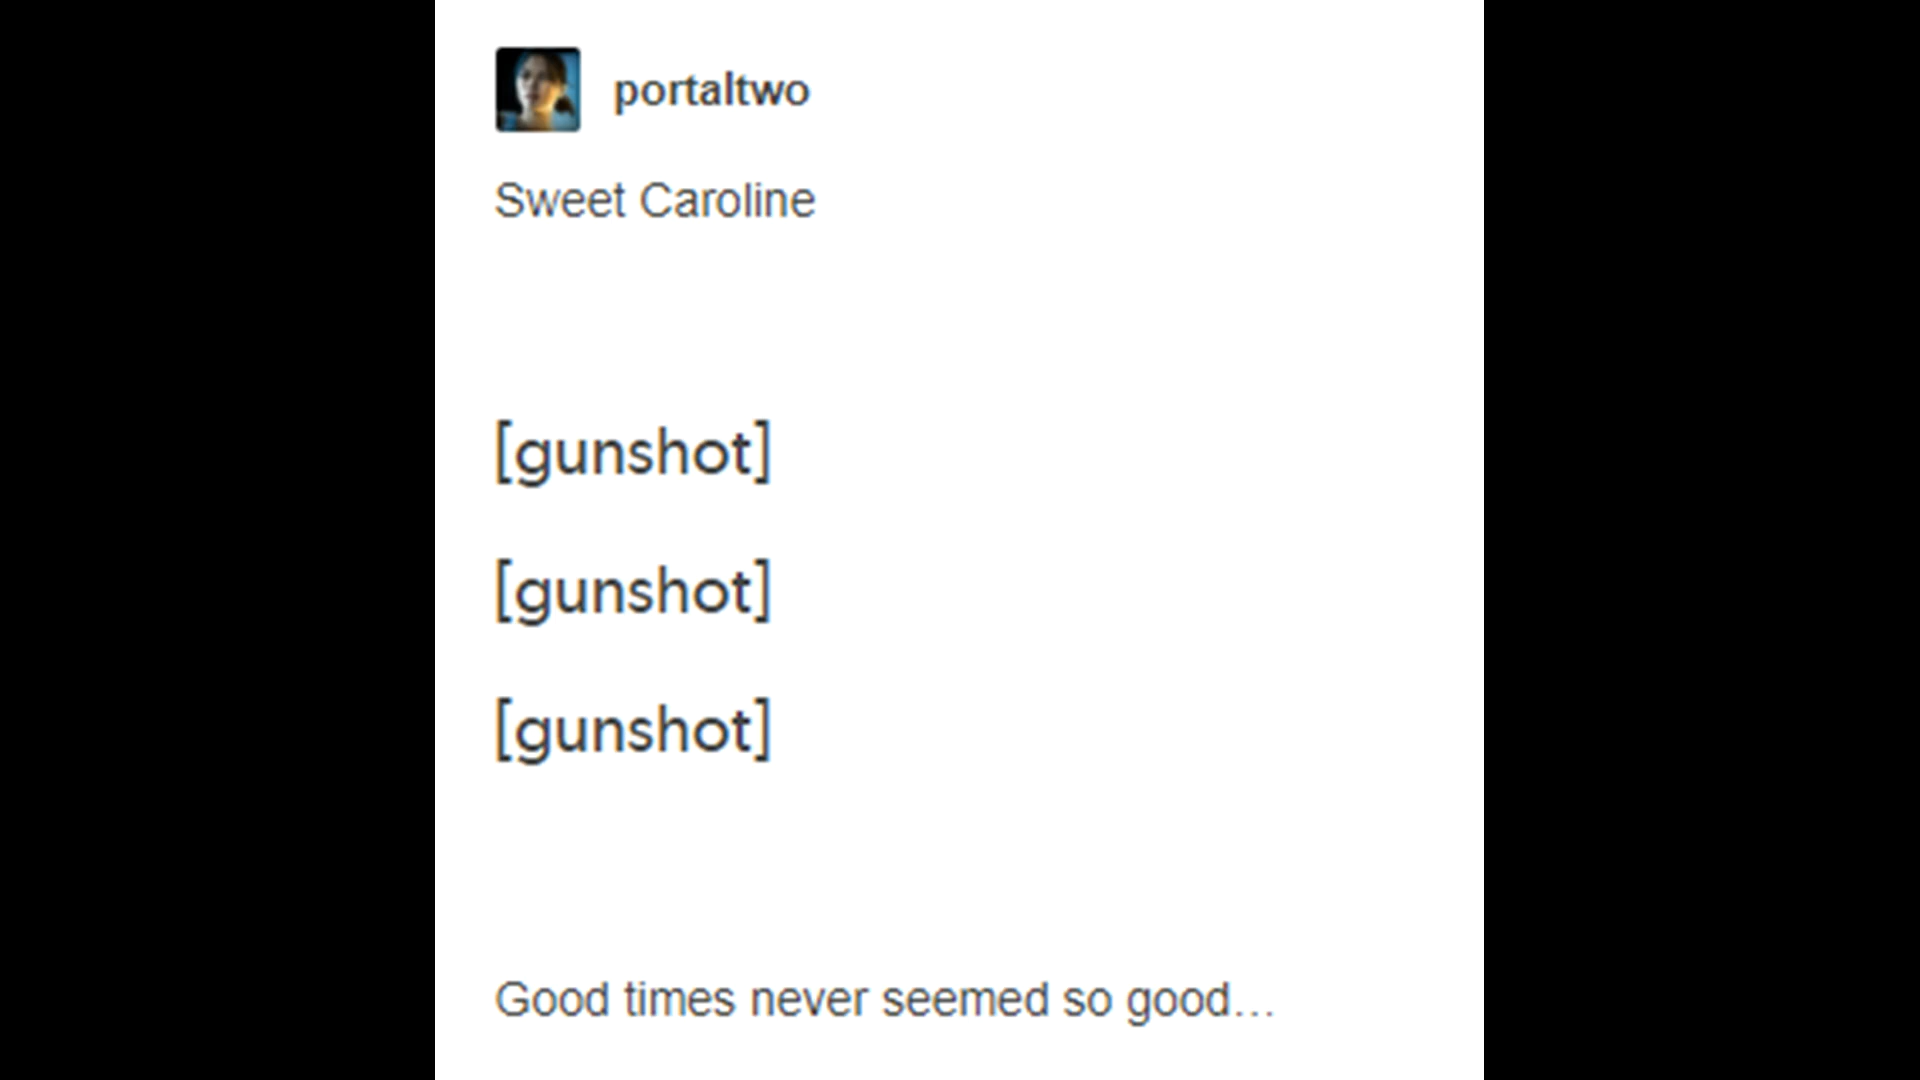 portaltwo
Sweet Caroline
[gunshot]
[gunshot]
[gunshot]
Good times never seemed so good...